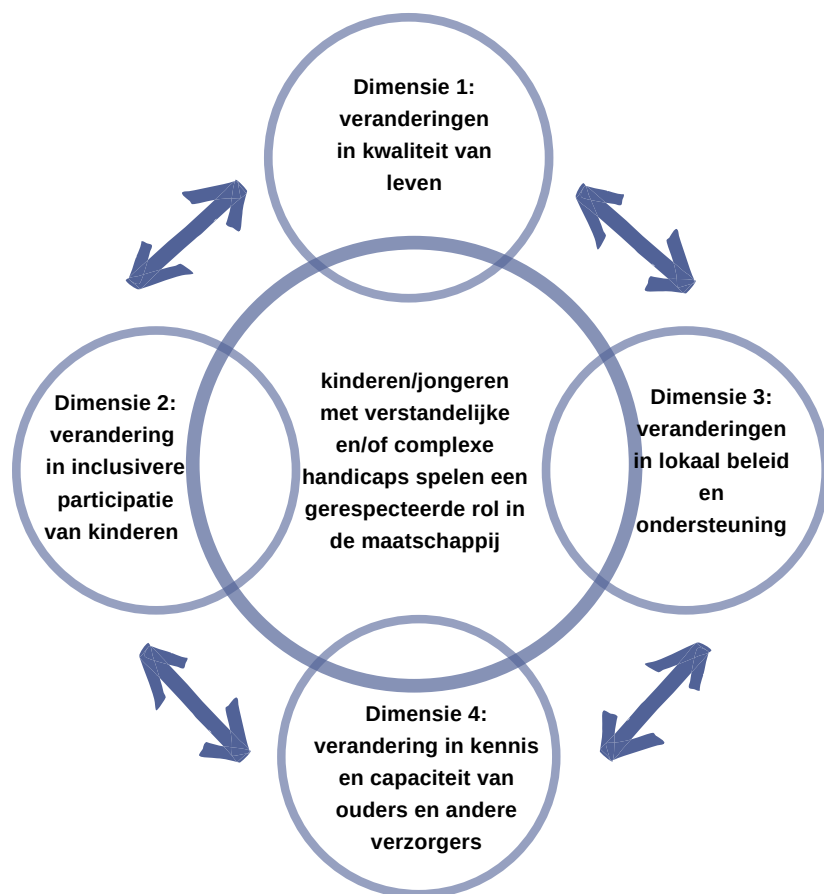 Dimensie 1:
veranderingen
in kwaliteit van
leven
Dimensie 2:
verandering
in inclusivere
participatie
van kinderen
kinderen/jongeren
met verstandelijke
en/of complexe
handicaps spelen een
gerespecteerde rol in
de maatschappij
Dimensie 3:
veranderingen
in lokaal beleid
en
ondersteuning
Dimensie 4:
verandering in kennis
en capaciteit van
ouders en andere
verzorgers